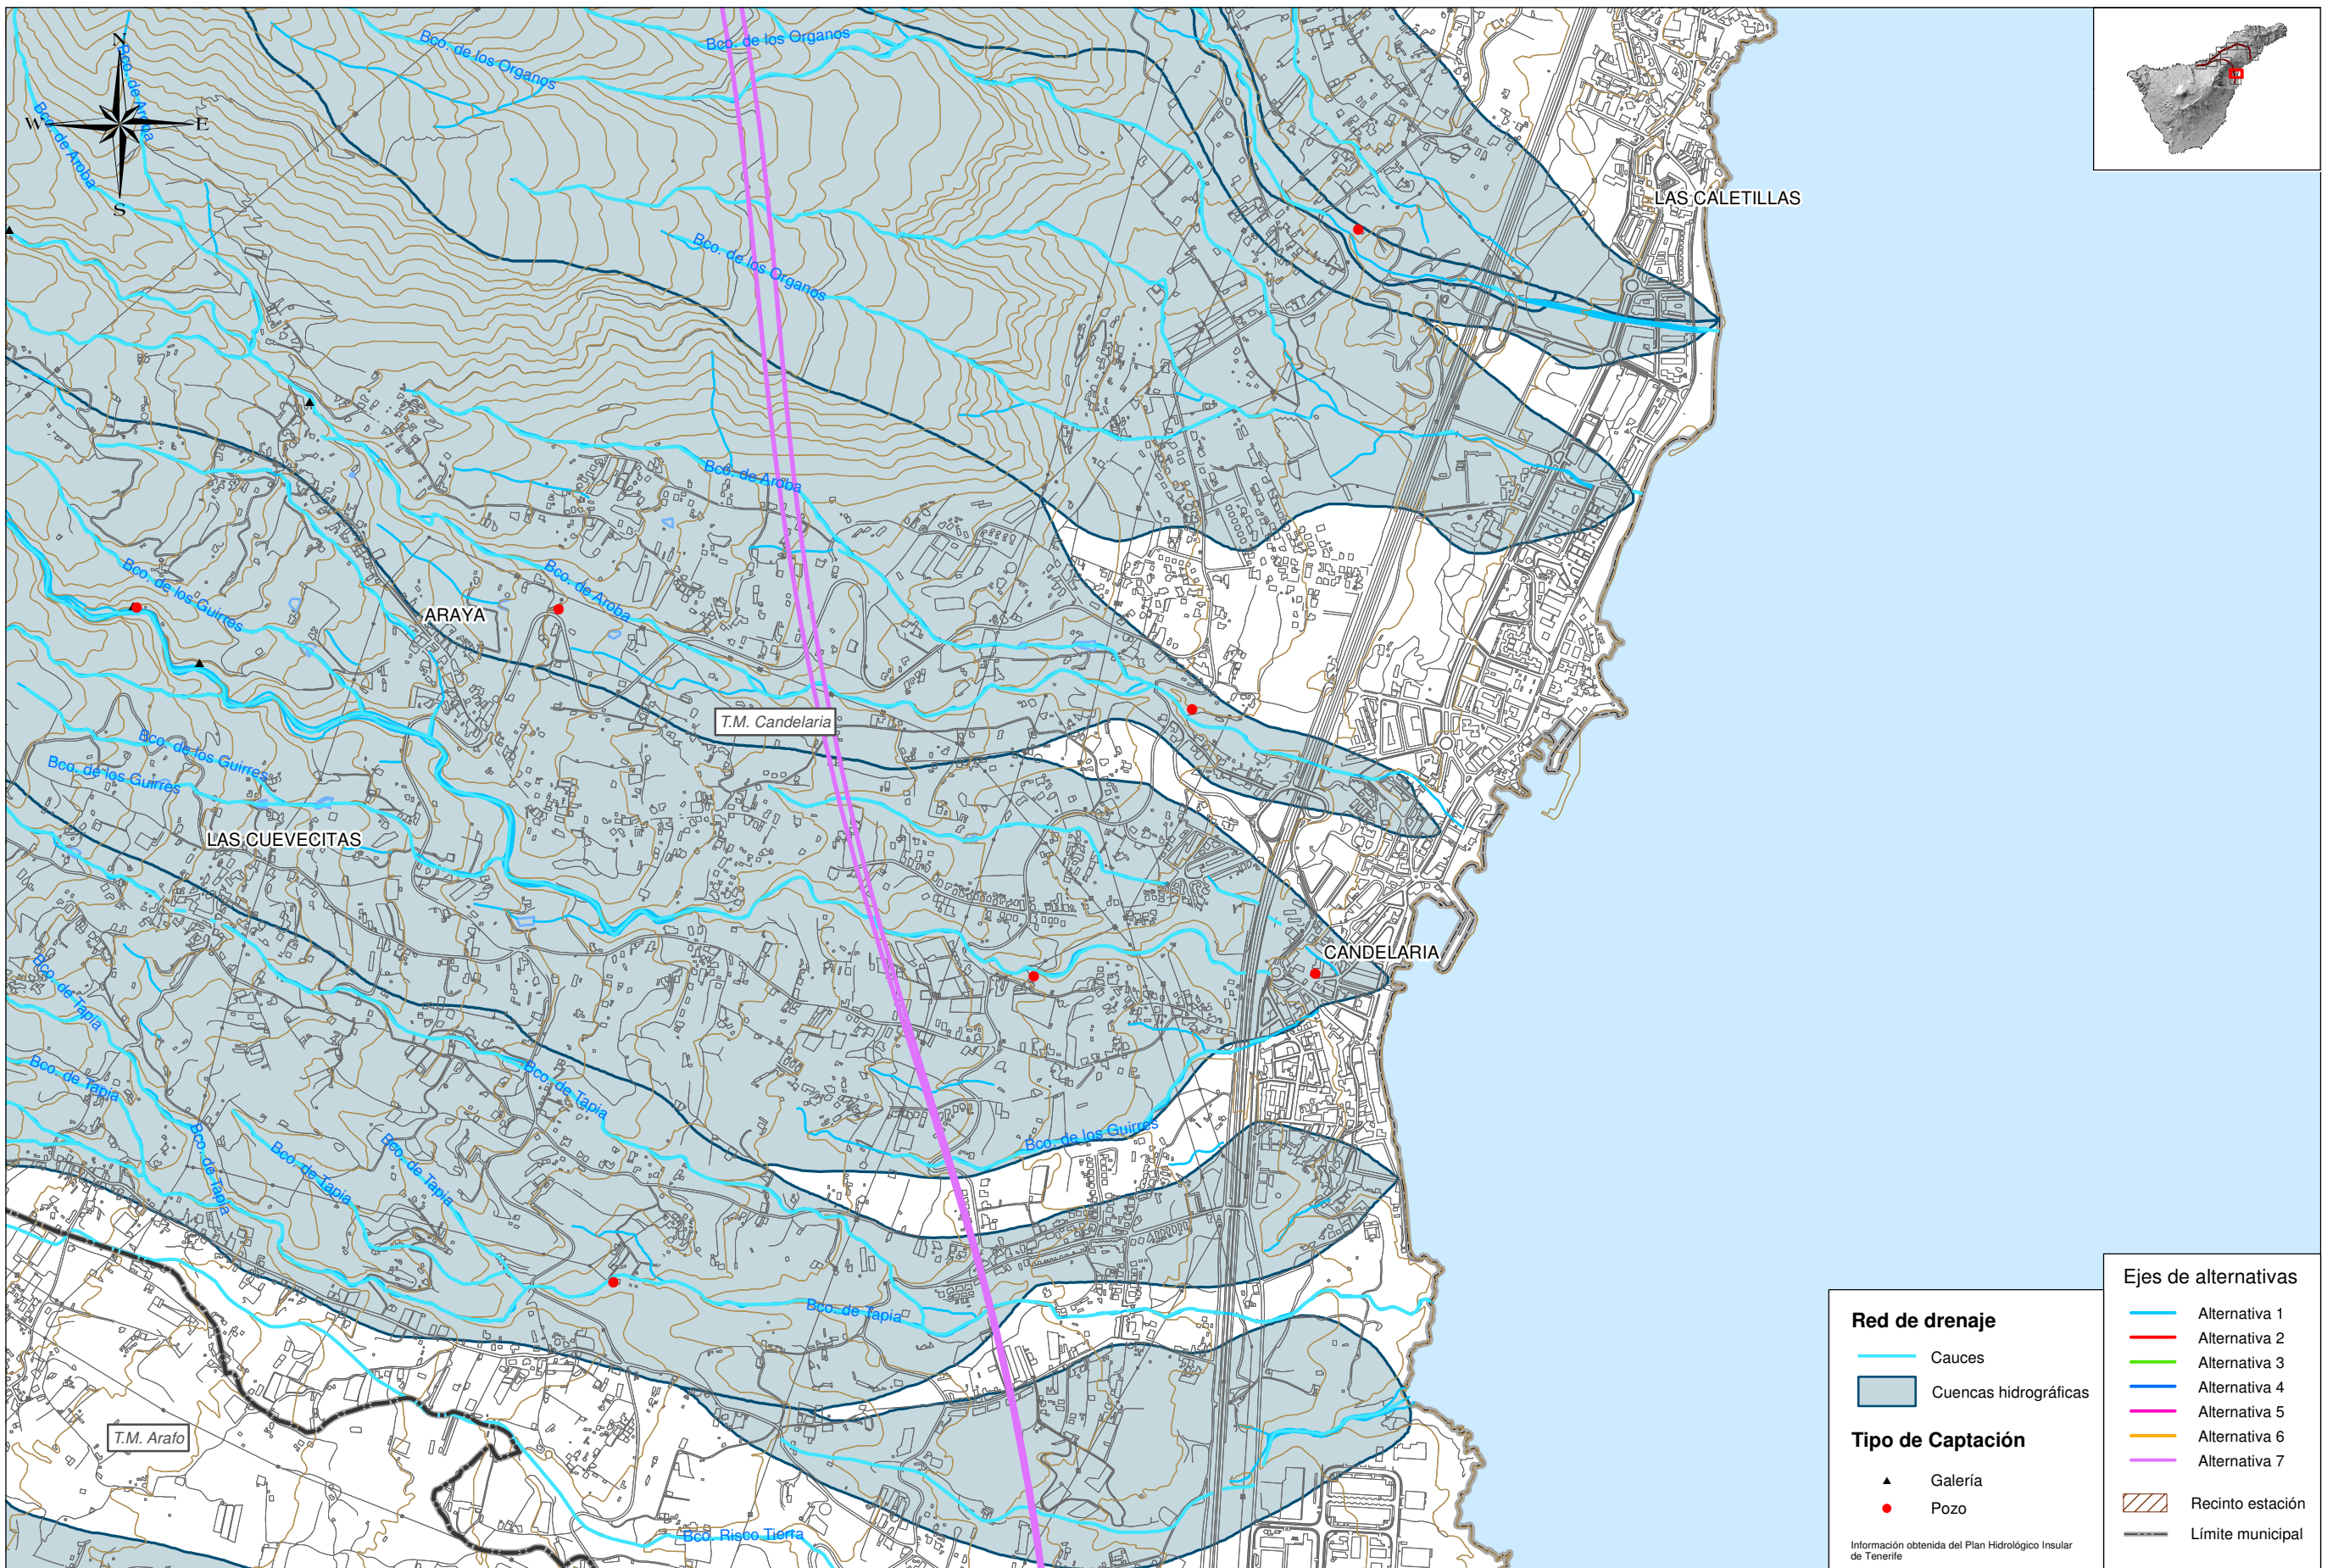 N
W
E
S
Bco. de Aroba
Bco. de Aroba
Bco. de los Organos
Bco. de los Organos
Bco. de los Organos
LAS CALETILLAS
Bco. de Aroba
Bco. de Aroba
Bco. de los Guirres
ARAYA
T.M. Candelaria
Bco. de los Guirres
Bco. de los Guirres
LAS CUEVECITAS
CANDELARIA
Bco. de Tapia
Bco. de Tapia
Bco. de Tapia
Bco. de Tapia
Bco. de Tapia
Bco. de Tapia
Bco. de los Guirres
Bco. de Tapia
T.M. Arafo
Bco. Risco Tierra
Red de drenaje
Cauces
Cuencas hidrográficas
Tipo de Captación
Galería
Pozo
Información obtenida del Plan Hidrológico Insular
de Tenerife
Ejes de alternativas
Alternativa 1
Alternativa 2
Alternativa 3
Alternativa 4
Alternativa 5
Alternativa 6
Alternativa 7
Recinto estación
Límite municipal